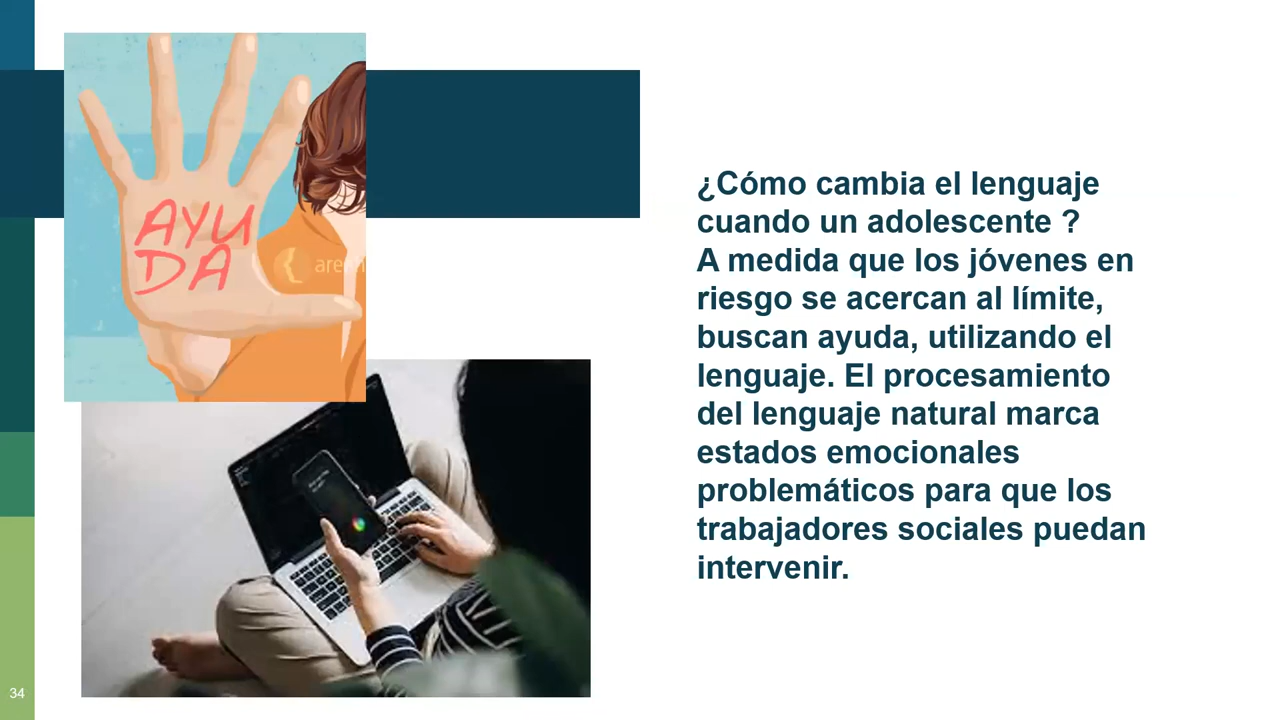 AYU
DA
¿Cómo cambia el lenguaje
cuando un adolescente ?
A medida que los jóvenes en
riesgo se acercan al límite,
buscan ayuda, utilizando el
lenguaje. El procesamiento
del lenguaje natural marca
estados emocionales
problemáticos para que los
trabajadores sociales puedan
intervenir.
34